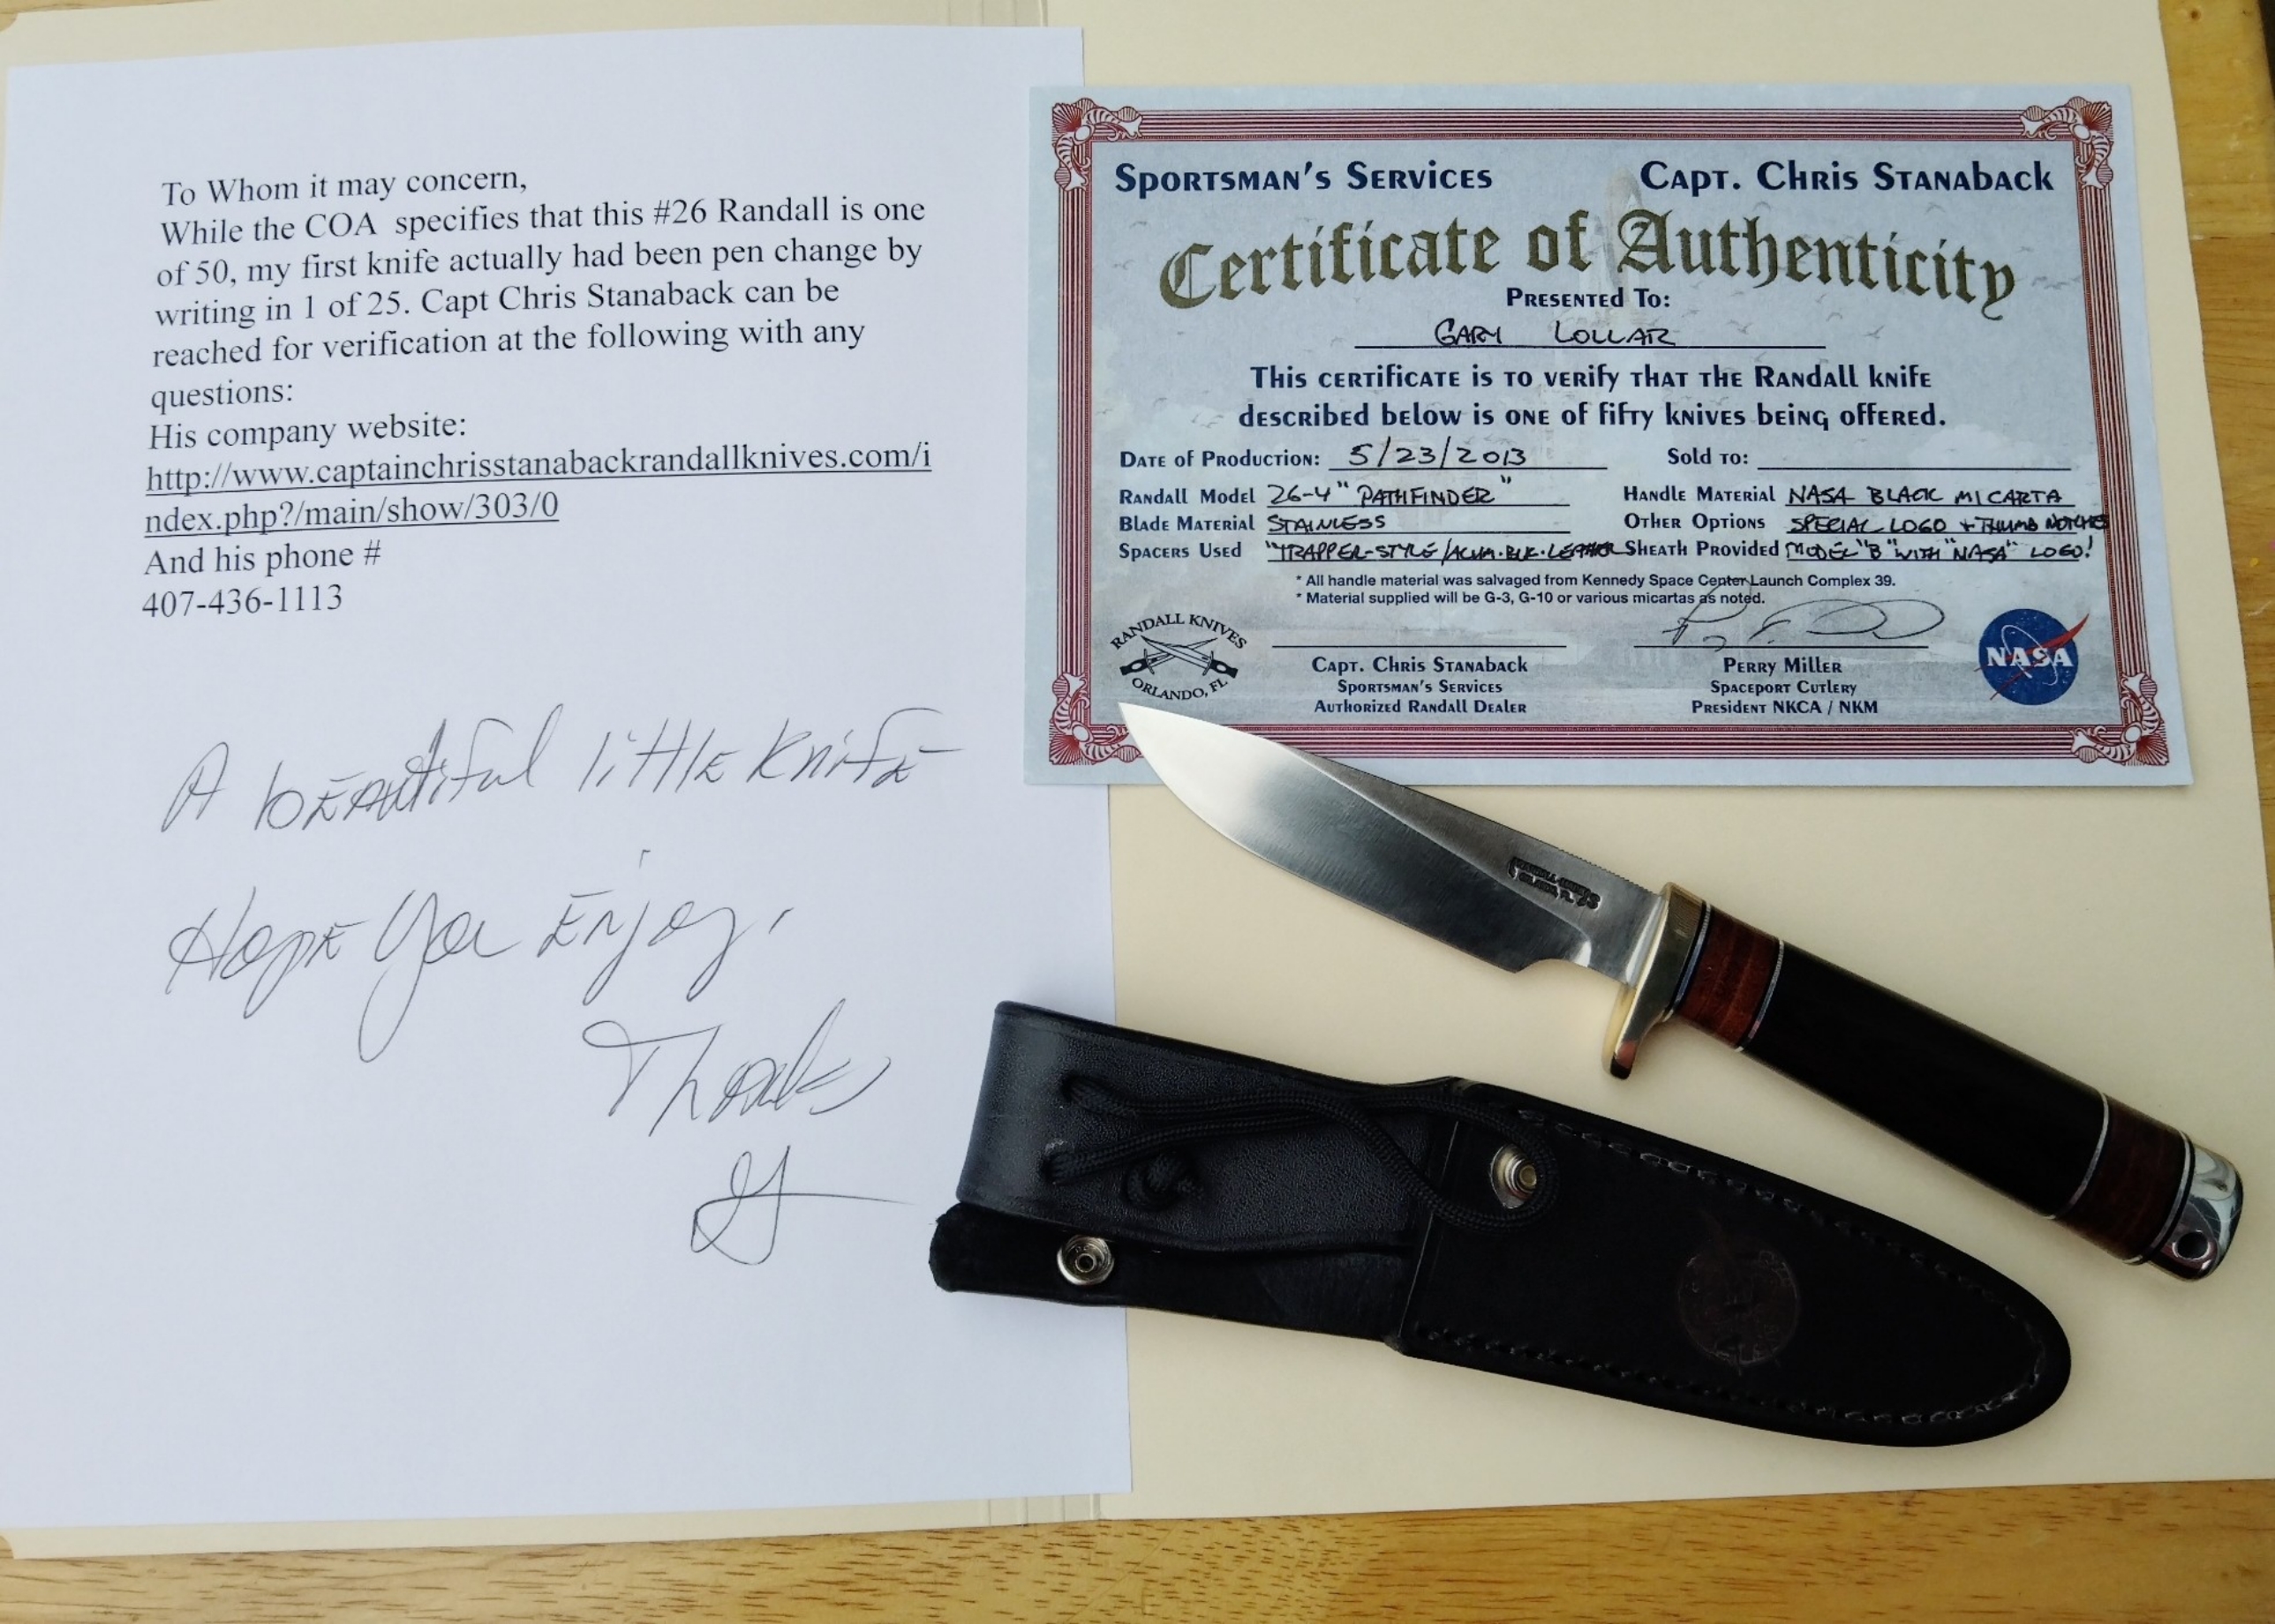 To Whom it may concern,
While the COA specifies that this #26 Randall is one
of 50, my first knife actually had been pen change by
writing in 1 of 25. Capt Chris Stanaback can be
reached for verification at the following with any
questions:
His company website:
http://www.captainchrisstanabackrandallknives.com/i
ndex.php?/main/show/303/0
And his phone #
407-436-1113
A beautiful little knife
Hope you enjoy.
Thanks
G
Sportsman's Services Capt. Chris Stanaback
Certificate of Authenticity
Presented To:
GARY LOLLAR
This certificate is to verify that the Randall knife
described below is one of fifty knives being offered.
Date of Production: 5/23/2013 Sold to:
Randall Model 26-4" "PATHFINDER" Handle Material NASA BLACK MICARTA
Blade Material STAINLESS Other Options SPECIAL LOGO + THUMB NOTCHES
Spacers Used "TRAPPER-STYLE/ALUM.BLK.LEATHER Sheath Provided MODEL "B" WITH "NASA" LOGO!
* All handle material was salvaged from Kennedy Space Center Launch Complex 39.
* Material supplied will be G-3, G-10 or various micartas as noted.
RANDALL KNIVES
ORLANDO, FL
Capt. Chris Stanaback
Sportsman's Services
Authorized Randall Dealer
Perry Miller
Spaceport Cutlery
President NKCA / NKM
NASA
RANDALL MADE
ORLANDO, FL S